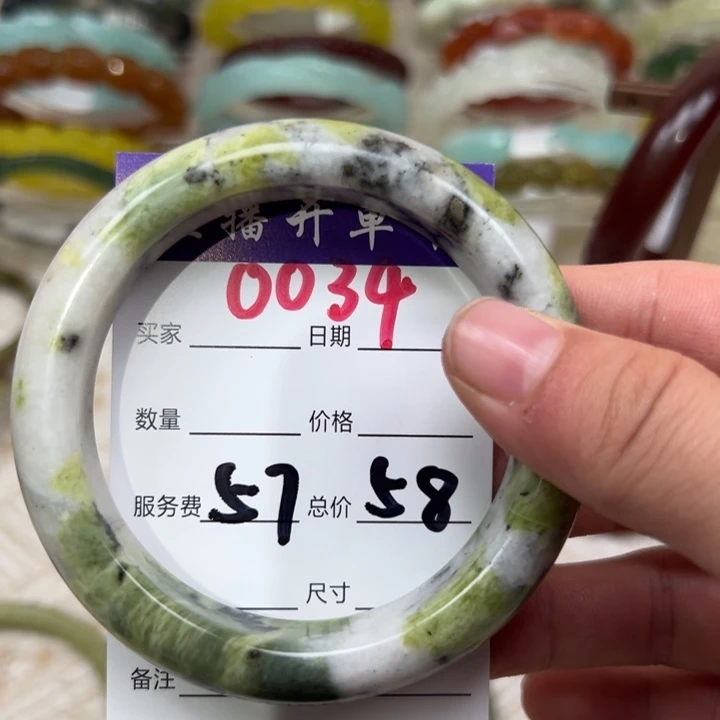 播开单
0034
买家 日期
数量 价格
服务费 57 总价 58
尺寸
备注